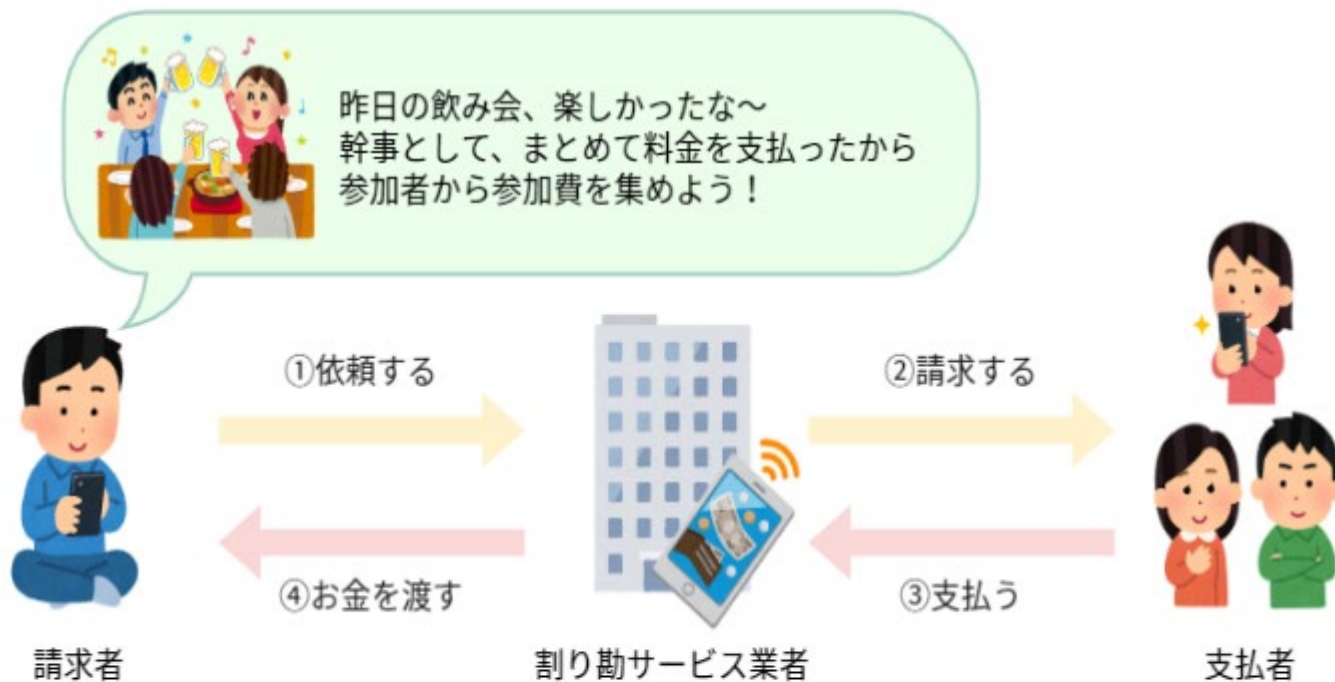 昨日の飲み会、楽しかったな～
幹事として、まとめて料金を支払ったから
参加者から参加費を集めよう！
①依頼する
②請求する
④お金を渡す
③支払う
請求者
割り勘サービス業者
支払者